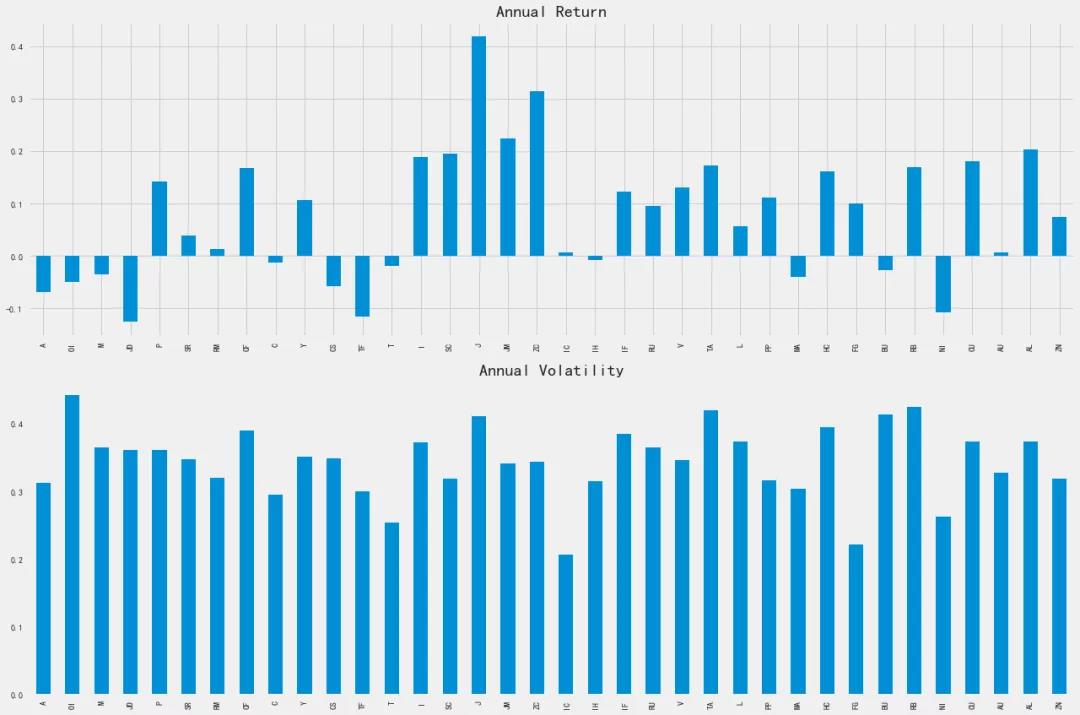 Annual Return
0.4
0.3
0.2
0.1
0.0
-0.1
A OI M JD P SR RM CF C Y CS TF T I SC J JM ZC IC IH IF RU V TA L PP MA HC FG BU RB NI CU AU AL ZN
Annual Volatility
0.4
0.3
0.2
0.1
0.0
A OI M JD P SR RM CF C Y CS TF T I SC J JM ZC IC IH IF RU V TA L PP MA HC FG BU RB NI CU AU AL ZN